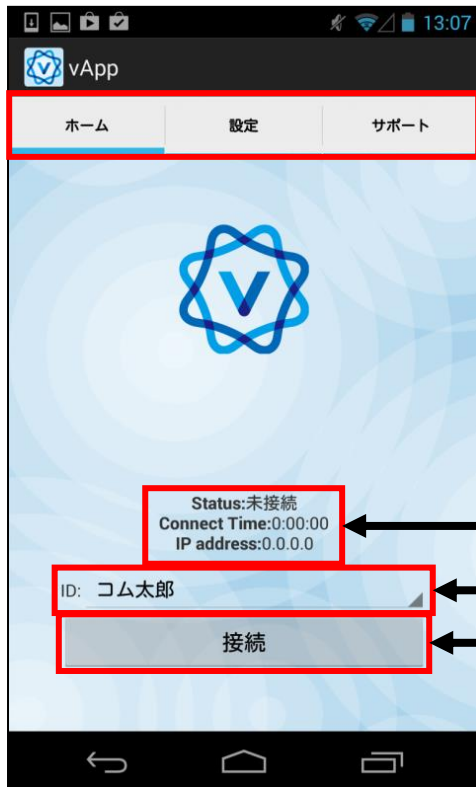 13:07
vApp
ホーム 設定 サポート
V
Status:未接続
Connect Time:0:00:00
IP address:0.0.0.0
ID: コム太郎
接続